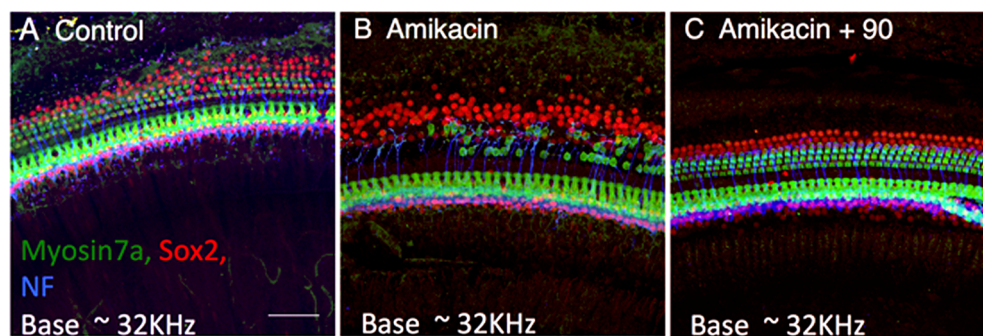 A Control
B Amikacin
C Amikacin + 90
Myosin7a, Sox2,
NF
Base ~ 32KHz
Base ~ 32KHz
Base ~ 32KHz